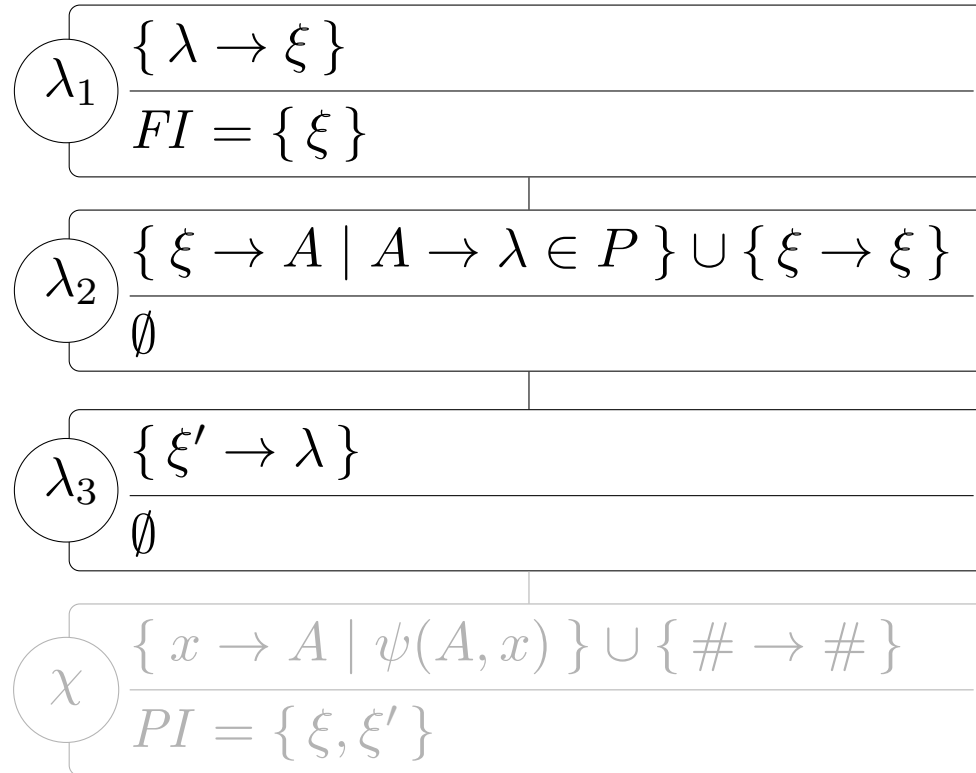 λ₁
{ λ → ξ }
FI = { ξ }
λ₂
{ ξ → A | A → λ ∈ P } ∪ { ξ → ξ }
∅
λ₃
{ ξ′ → λ }
∅
χ
{ x → A | ψ(A, x) } ∪ { # → # }
PI = { ξ, ξ′ }